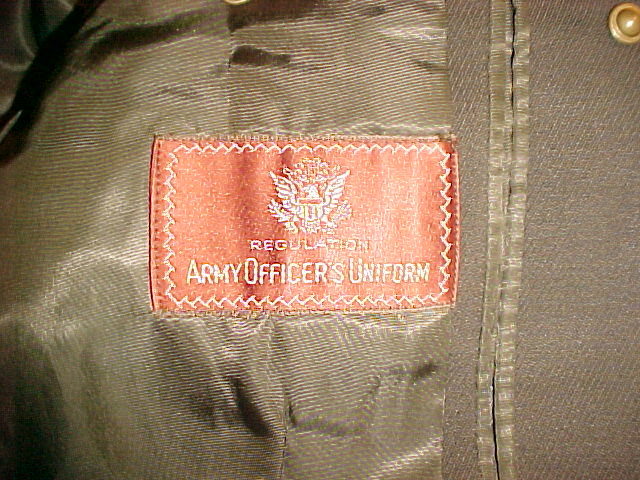 REGULATION
ARMY OFFICER'S UNIFORM